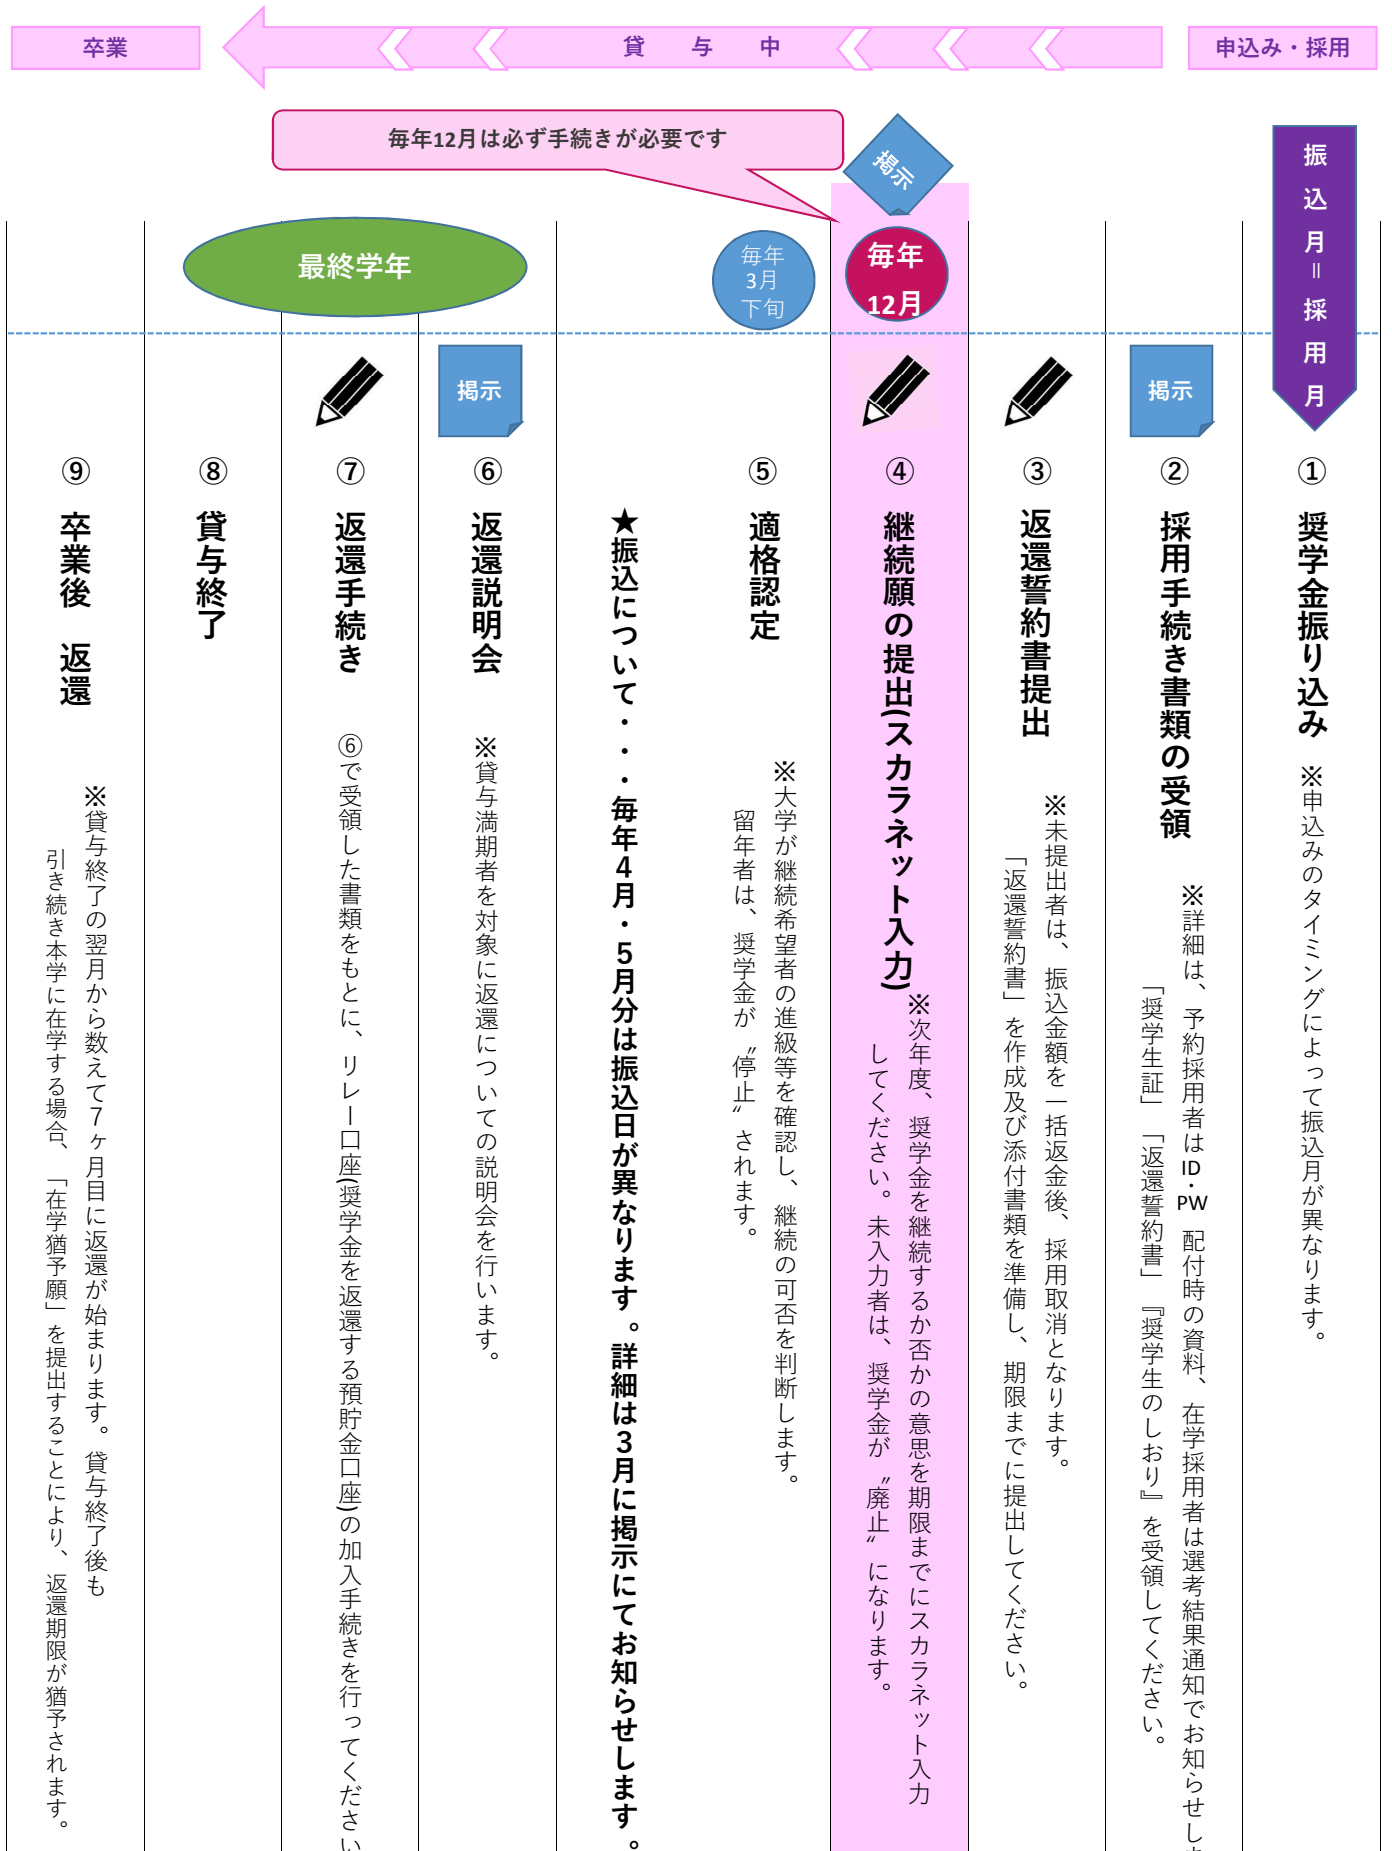 申込み・採用
貸与中
卒業
毎年12月は必ず手続きが必要です
振込月＝採用月
① 奨学金振り込み
※申込みのタイミングによって振込月が異なります。
掲示
② 採用手続き書類の受領
※詳細は、予約採用者はID・PW配付時の資料、在学採用者は選考結果通知でお知らせし
「奨学生証」「返還誓約書」『奨学生のしおり』を受領してください。
③ 返還誓約書提出
※未提出者は、振込金額を一括返金後、採用取消となります。
「返還誓約書」を作成及び添付書類を準備し、期限までに提出してください。
掲示
毎年
12月
④ 継続願の提出(スカラネット入力)
※次年度、奨学金を継続するか否かの意思を期限までにスカラネット入力
してください。未入力者は、奨学金が〝廃止〟になります。
毎年
3月
下旬
⑤ 適格認定
※大学が継続希望者の進級等を確認し、継続の可否を判断します。
留年者は、奨学金が〝停止〟されます。
★振込について・・・毎年4月・5月分は振込日が異なります。詳細は3月に掲示にてお知らせします。
最終学年
掲示
⑥ 返還説明会
※貸与満期者を対象に返還についての説明会を行います。
⑦ 返還手続き
⑥で受領した書類をもとに、リレー口座(奨学金を返還する預貯金口座)の加入手続きを行ってください
⑧ 貸与終了
⑨ 卒業後　返還
※貸与終了の翌月から数えて7ヶ月目に返還が始まります。貸与終了後も
引き続き本学に在学する場合、「在学猶予願」を提出することにより、返還期限が猶予されます。